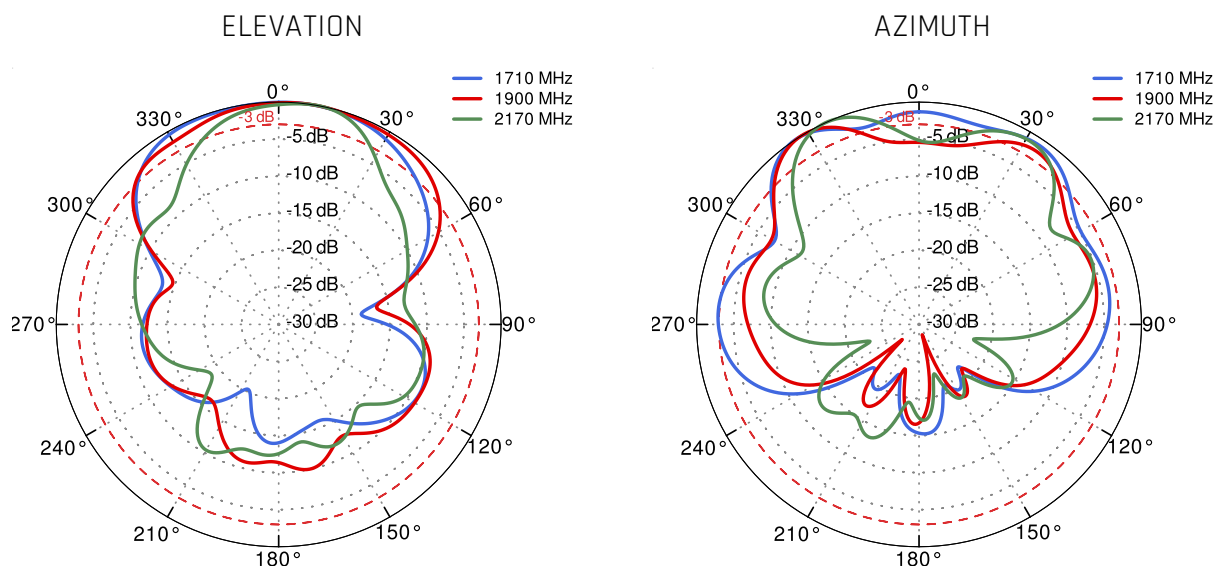 ELEVATION
1710 MHz
1900 MHz
2170 MHz
0°
330°
30°
-3 dB
-5 dB
-10 dB
300°
60°
-15 dB
-20 dB
-25 dB
270°
-30 dB
90°
240°
120°
210°
150°
180°
AZIMUTH
1710 MHz
1900 MHz
2170 MHz
0°
330°
30°
-3 dB
-5 dB
-10 dB
300°
60°
-15 dB
-20 dB
-25 dB
270°
-30 dB
90°
240°
120°
210°
150°
180°